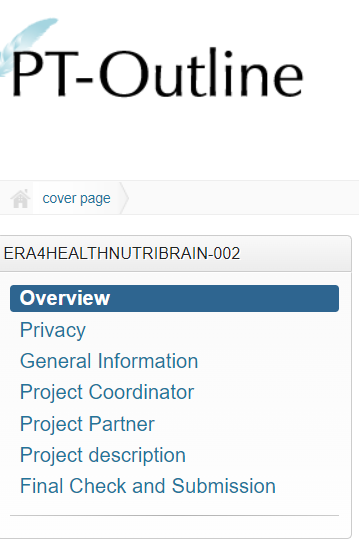 PT-Outline
cover page
ERA4HEALTHNUTRIBRAIN-002
Overview
Privacy
General Information
Project Coordinator
Project Partner
Project description
Final Check and Submission